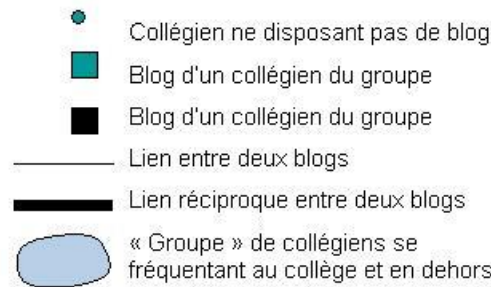 Collégien ne disposant pas de blog
Blog d'un collégien du groupe
Blog d'un collégien du groupe
Lien entre deux blogs
Lien réciproque entre deux blogs
« Groupe » de collégiens se
fréquentant au collège et en dehors